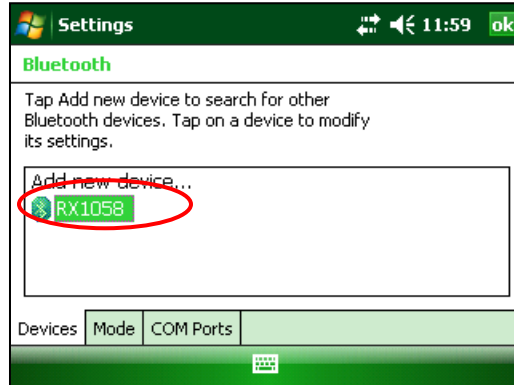 Settings 11:59 ok
Bluetooth
Tap Add new device to search for other
Bluetooth devices. Tap on a device to modify
its settings.
Add new device...
RX1058
Devices Mode COM Ports